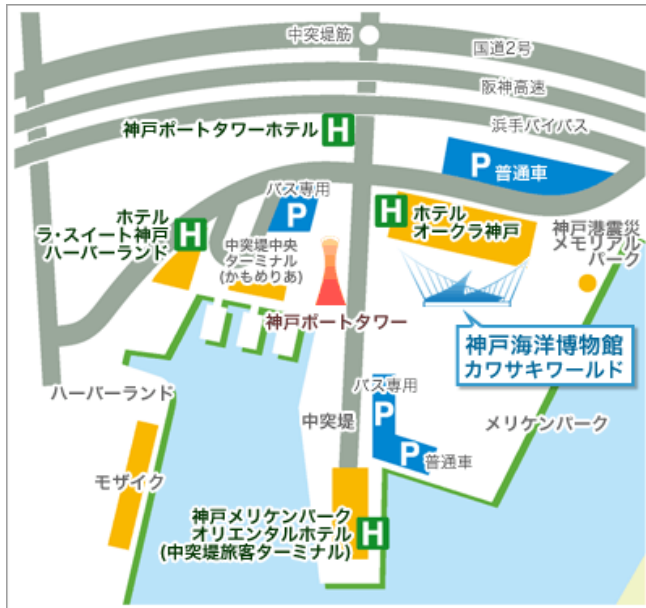 中突堤筋
国道2号
阪神高速
浜手バイパス
神戸ポートタワーホテル
H
P 普通車
バス専用
P
H
ホテル
オークラ神戸
ホテル
ラ・スイート神戸
ハーバーランド
H
中突堤中央
ターミナル
(かもめりあ)
神戸港震災
メモリアル
パーク
神戸ポートタワー
神戸海洋博物館
カワサキワールド
ハーバーランド
バス専用
P
中突堤
メリケンパーク
P
普通車
モザイク
神戸メリケンパーク
オリエンタルホテル
(中突堤旅客ターミナル)
H